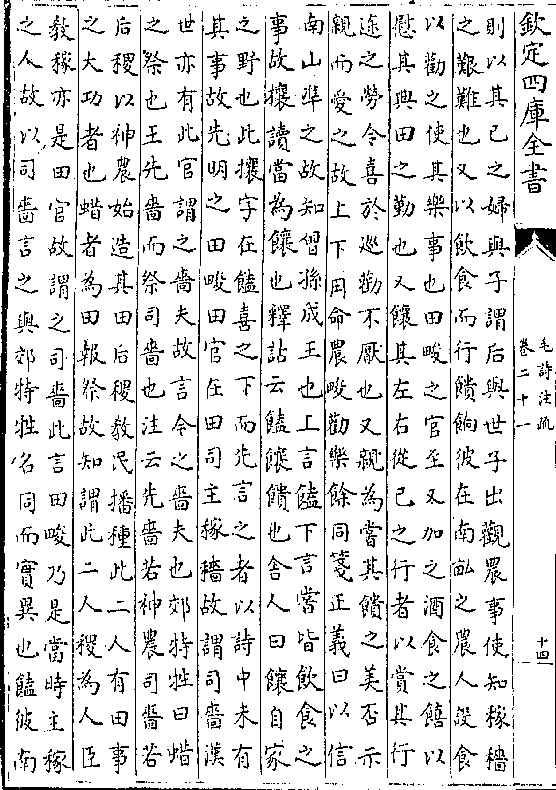 欽定四庫全書
毛詩注疏
卷二十一
十四
則以其已之婦與子謂后與世子出觀農事使知稼穡
之艱難也又以飲食而行饋餉彼在南畝之農人設食
以勸之使其樂事也田畯之官至又加之酒食之饎以
慰其與田之勤也又饟其左右從已之行者以賞其行
途之勞令喜於巡勸不厭也又親為嘗其饋之美否示
親而愛之故上下用命農畯勸樂餘同箋正義曰以信
南山準之故知曾孫成王也上言饁下言嘗皆飲食之
事故攘讀當為饟也釋詁云饁饟饋也舍人曰饟自家
之野也此攘字在饁喜之下而先言之者以詩中未有
其事故先明之田畯田官在田司主稼穡故謂司嗇漢
世亦有此官謂之嗇夫故言今之嗇夫也郊特牲曰蜡
之祭也王先嗇而祭司嗇也注云先嗇若神農司嗇若
后稷以神農始造其田后稷教民播種此二人有田事
之大功者也蜡者為田報祭故知謂此二人稷為人臣
教稼亦是田官故謂之司嗇此言田畯乃是當時主稼
之人故以司嗇言之與郊特牲名同而實異也饁彼南